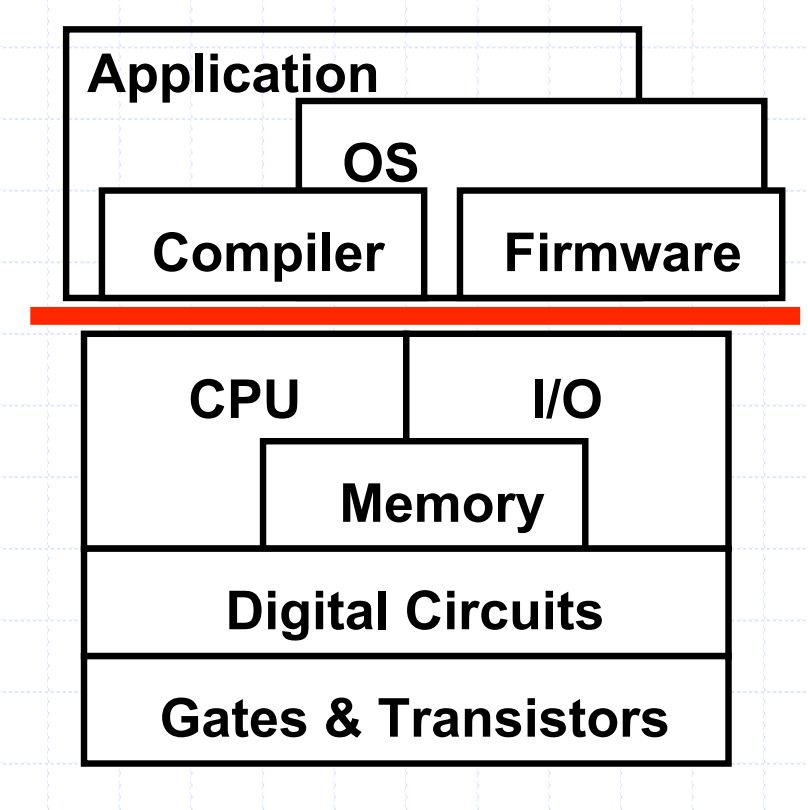 Application
OS
Compiler
Firmware
CPU
I/O
Memory
Digital Circuits
Gates & Transistors